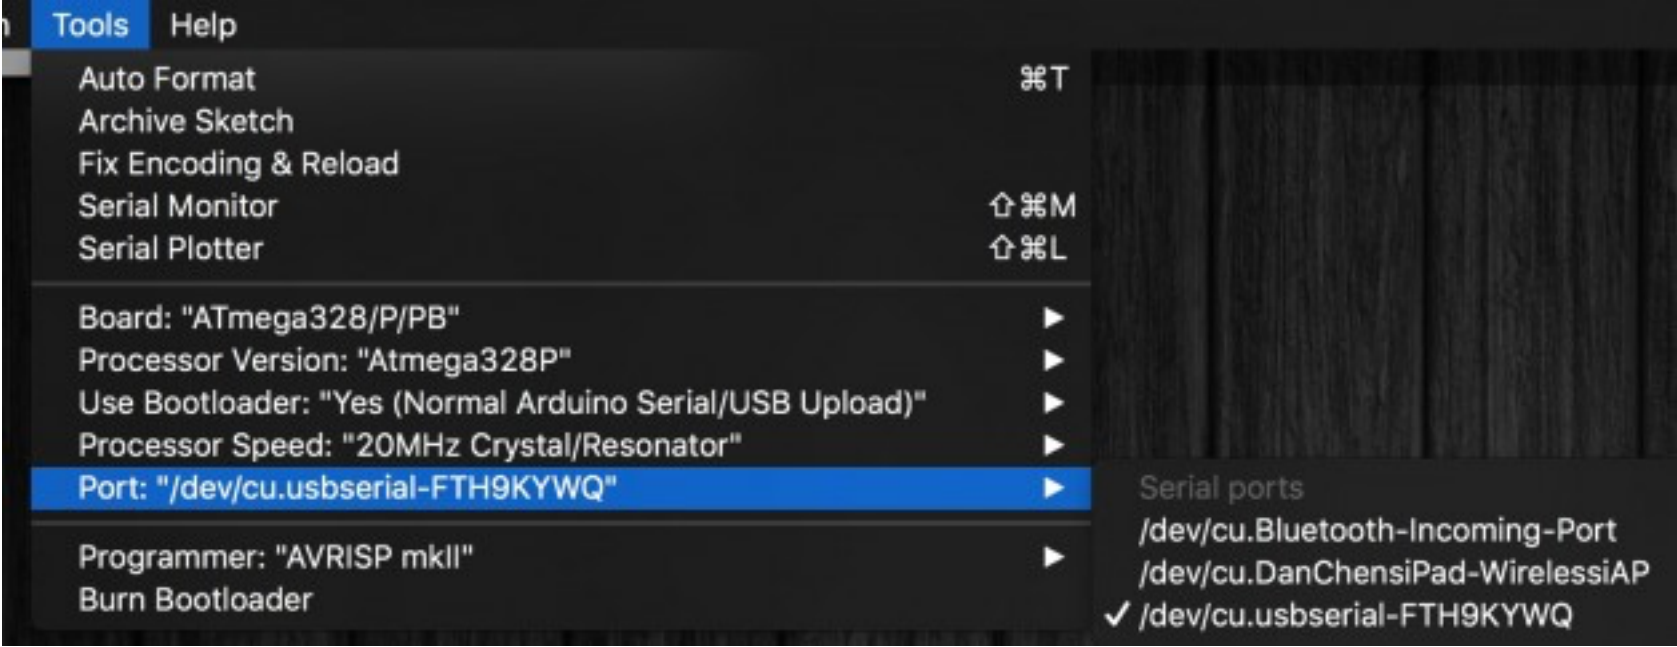 Tools Help
Auto Format ⌘T
Archive Sketch
Fix Encoding & Reload
Serial Monitor ⇧⌘M
Serial Plotter ⇧⌘L
Board: "ATmega328/P/PB"
Processor Version: "Atmega328P"
Use Bootloader: "Yes (Normal Arduino Serial/USB Upload)"
Processor Speed: "20MHz Crystal/Resonator"
Port: "/dev/cu.usbserial-FTH9KYWQ"
Programmer: "AVRISP mkII"
Burn Bootloader
Serial ports
/dev/cu.Bluetooth-Incoming-Port
/dev/cu.DanChensiPad-WirelessiAP
✓ /dev/cu.usbserial-FTH9KYWQ